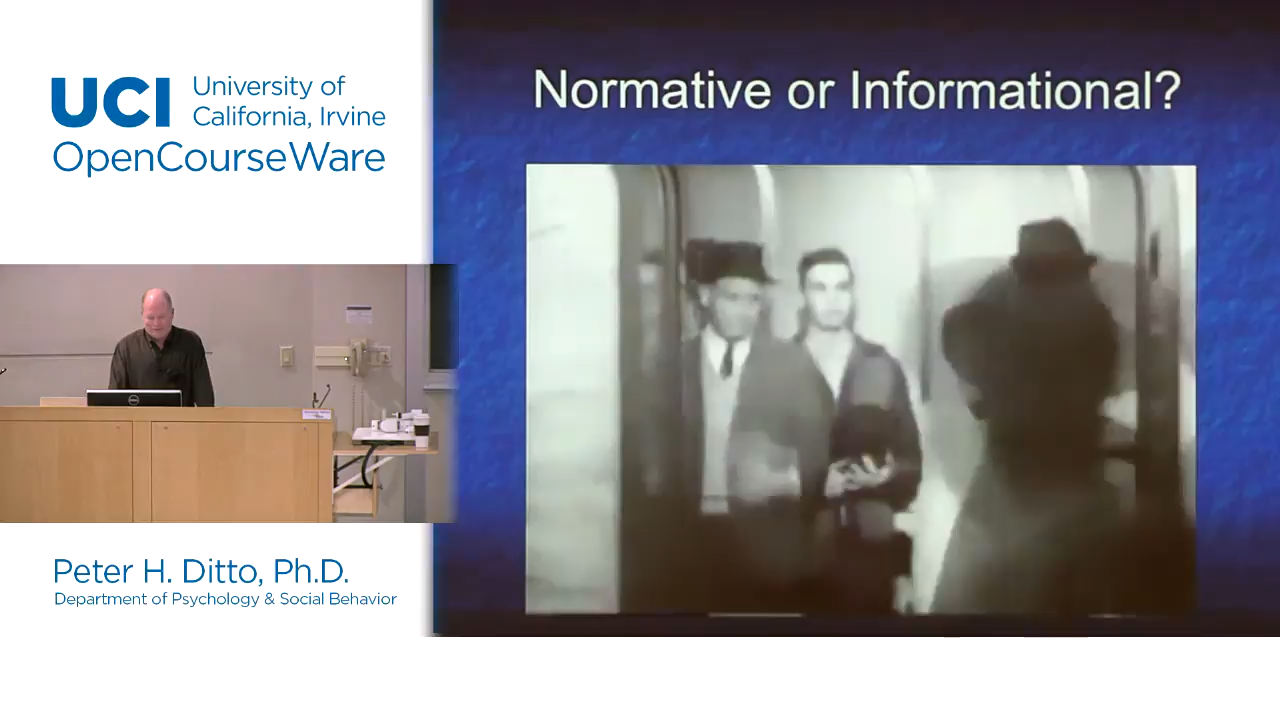 UCI
University of
California, Irvine
OpenCourseWare
Normative or Informational?
Peter H. Ditto, Ph.D.
Department of Psychology & Social Behavior